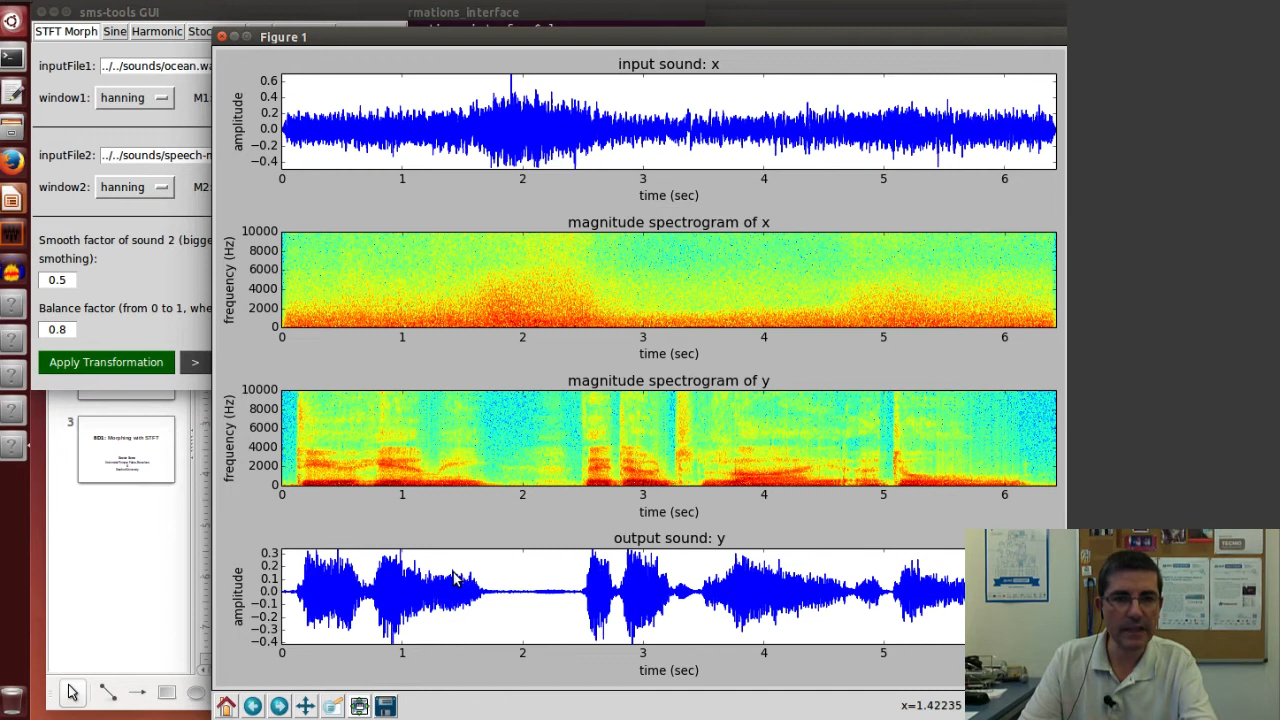 sms-tools GUI
rmations_interface
STFT Morph Sine Harmonic Stoc
inputFile1: ../../sounds/ocean.wa
window1: hanning M1:
inputFile2: ../../sounds/speech-m
window2: hanning M2:
Smooth factor of sound 2 (bigge
smothing):
0.5
Balance factor (from 0 to 1, whe
0.8
Apply Transformation >
3
8D1: Morphing with STFT
Figure 1
input sound: x
amplitude
0.6
0.4
0.2
0.0
−0.2
−0.4
0 1 2 3 4 5 6
time (sec)
magnitude spectrogram of x
frequency (Hz)
10000
8000
6000
4000
2000
0
0 1 2 3 4 5 6
time (sec)
magnitude spectrogram of y
frequency (Hz)
10000
8000
6000
4000
2000
0
0 1 2 3 4 5 6
time (sec)
output sound: y
amplitude
0.3
0.2
0.1
0.0
−0.1
−0.2
−0.3
−0.4
0 1 2 3 4 5
time (sec)
x=1.42235